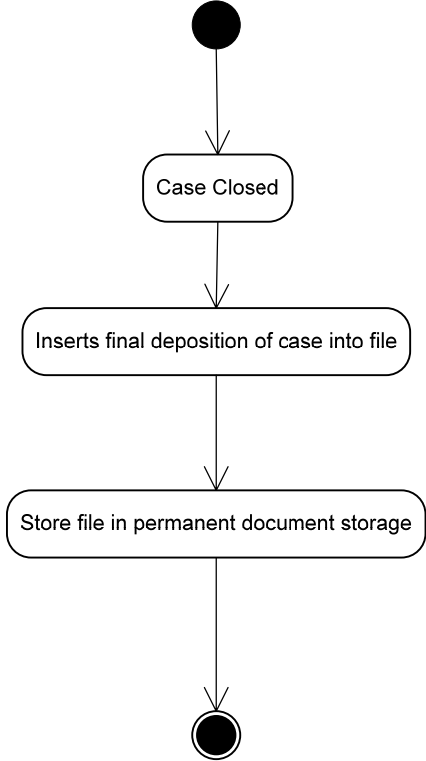 Case Closed
Inserts final deposition of case into file
Store file in permanent document storage